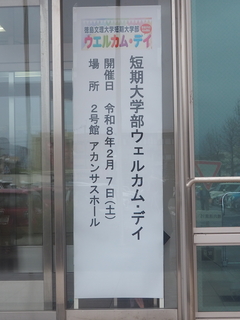 徳島文理大学短期大学部
ウエルカム・デイ
短期大学部ウェルカム・デイ
開催日 令和8年2月7日(土)
場所 2号館 アカンサスホール